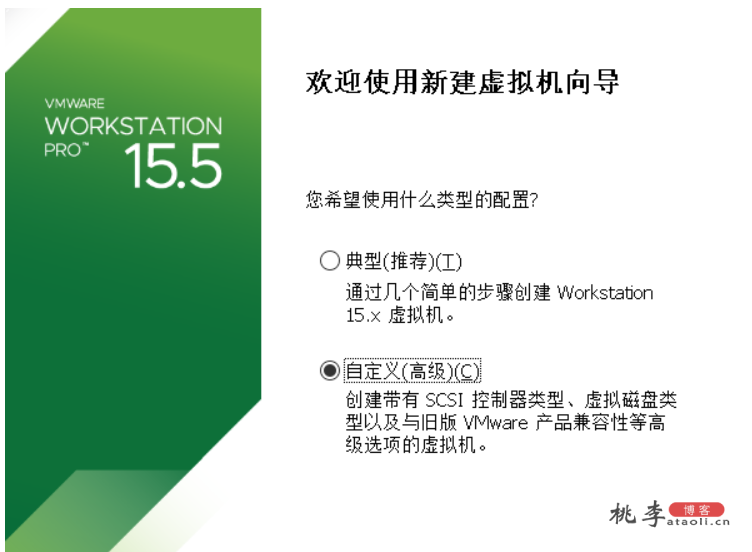 VMWARE
WORKSTATION
PRO™ 15.5
欢迎使用新建虚拟机向导
您希望使用什么类型的配置?
典型(推荐)(T)
通过几个简单的步骤创建 Workstation
15.x 虚拟机。
自定义(高级)(C)
创建带有 SCSI 控制器类型、虚拟磁盘类
型以及与旧版 VMware 产品兼容性等高
级选项的虚拟机。
桃李 博客
ataoli.cn